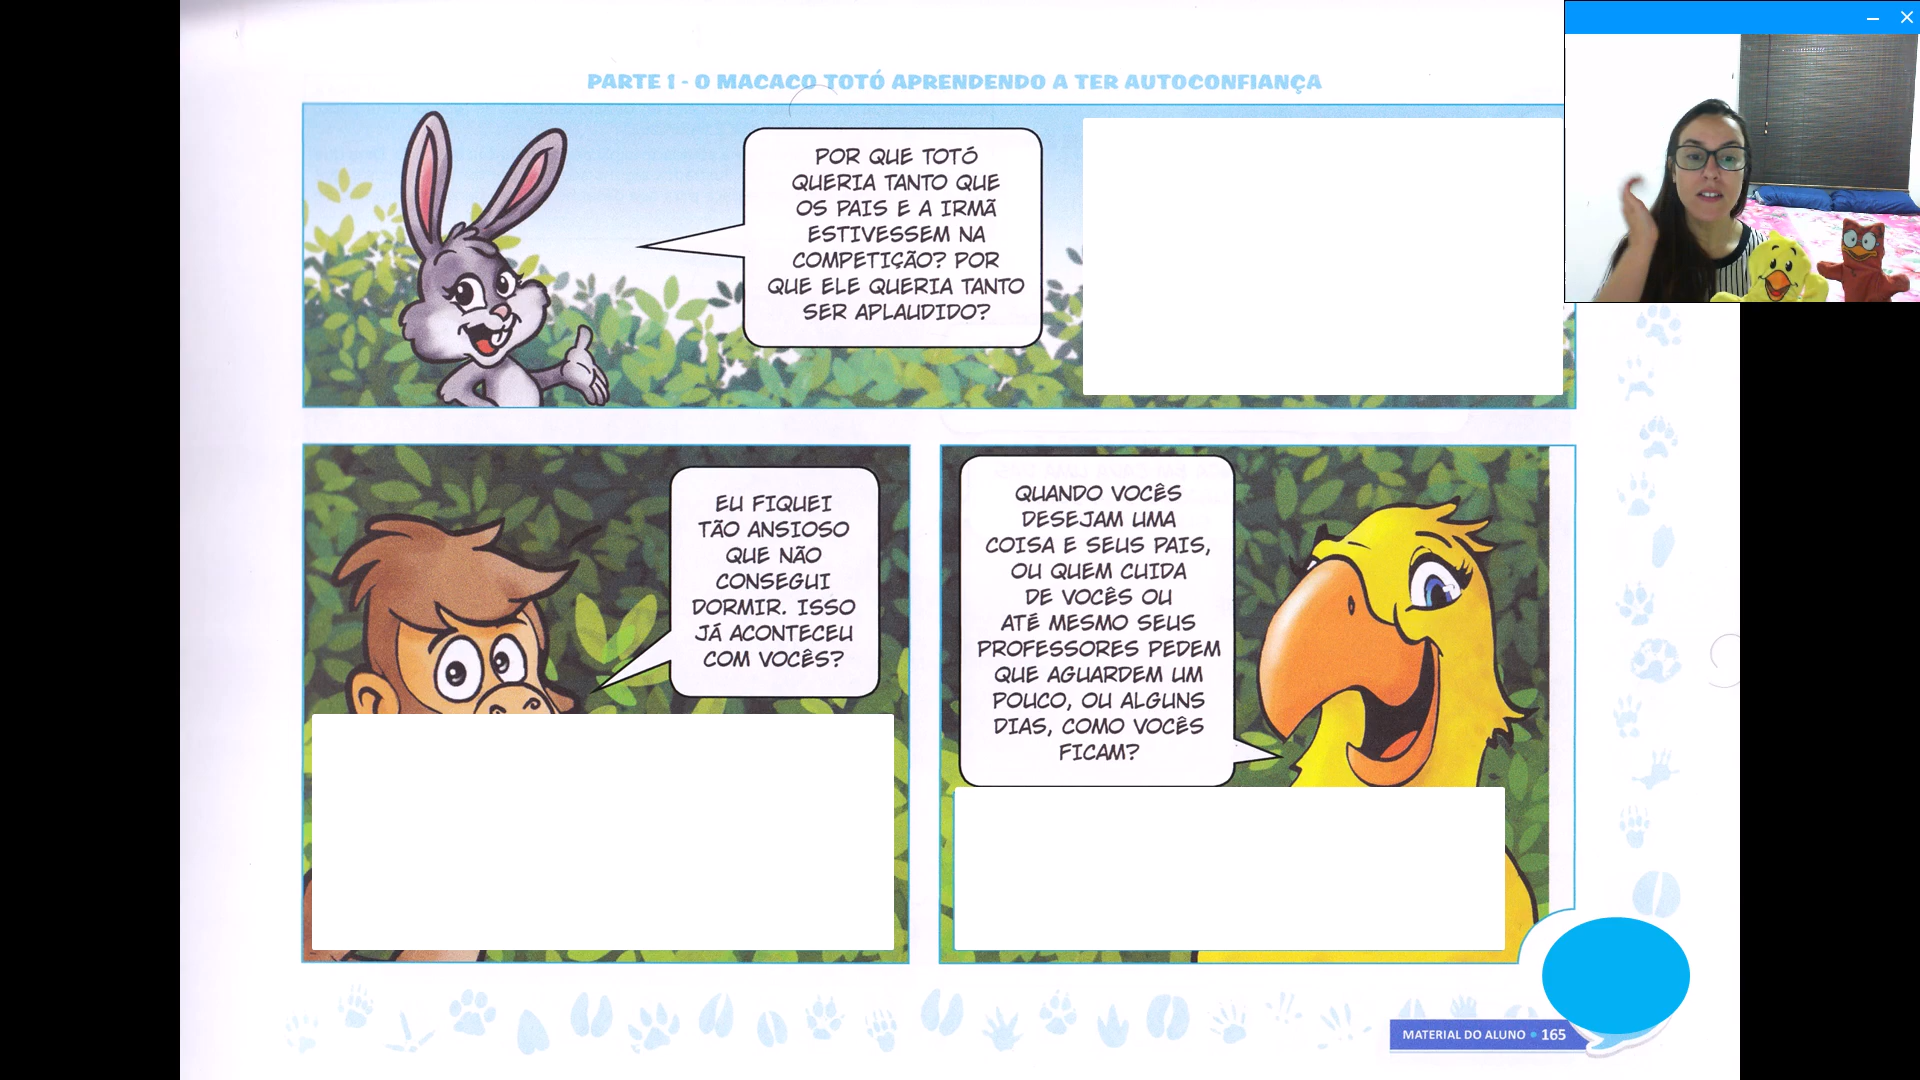 PARTE 1 - O MACACO TOTÓ APRENDENDO A TER AUTOCONFIANÇA
POR QUE TOTÓ
QUERIA TANTO QUE
OS PAIS E A IRMÃ
ESTIVESSEM NA
COMPETIÇÃO? POR
QUE ELE QUERIA TANTO
SER APLAUDIDO?
EU FIQUEI
TÃO ANSIOSO
QUE NÃO
CONSEGUI
DORMIR. ISSO
JÁ ACONTECEU
COM VOCÊS?
QUANDO VOCÊS
DESEJAM UMA
COISA E SEUS PAIS,
OU QUEM CUIDA
DE VOCÊS OU
ATÉ MESMO SEUS
PROFESSORES PEDEM
QUE AGUARDEM UM
POUCO, OU ALGUNS
DIAS, COMO VOCÊS
FICAM?
MATERIAL DO ALUNO • 165